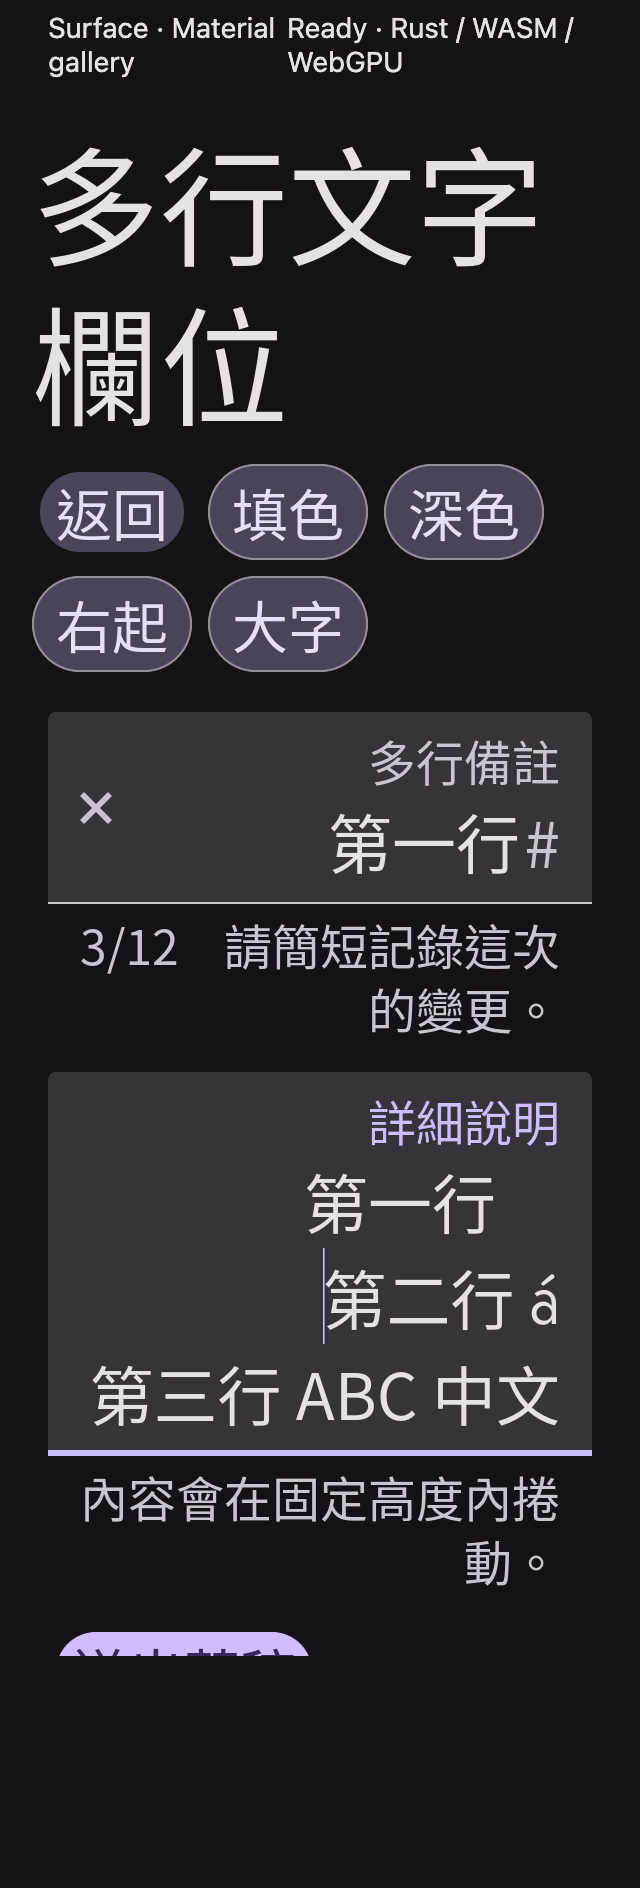 Surface · Material gallery
Ready · Rust / WASM / WebGPU
多行文字
欄位
返回
填色
深色
右起
大字
多行備註
第一行 #
3/12
請簡短記錄這次
的變更。
詳細說明
第一行
第二行 á
第三行 ABC 中文
內容會在固定高度內捲
動。